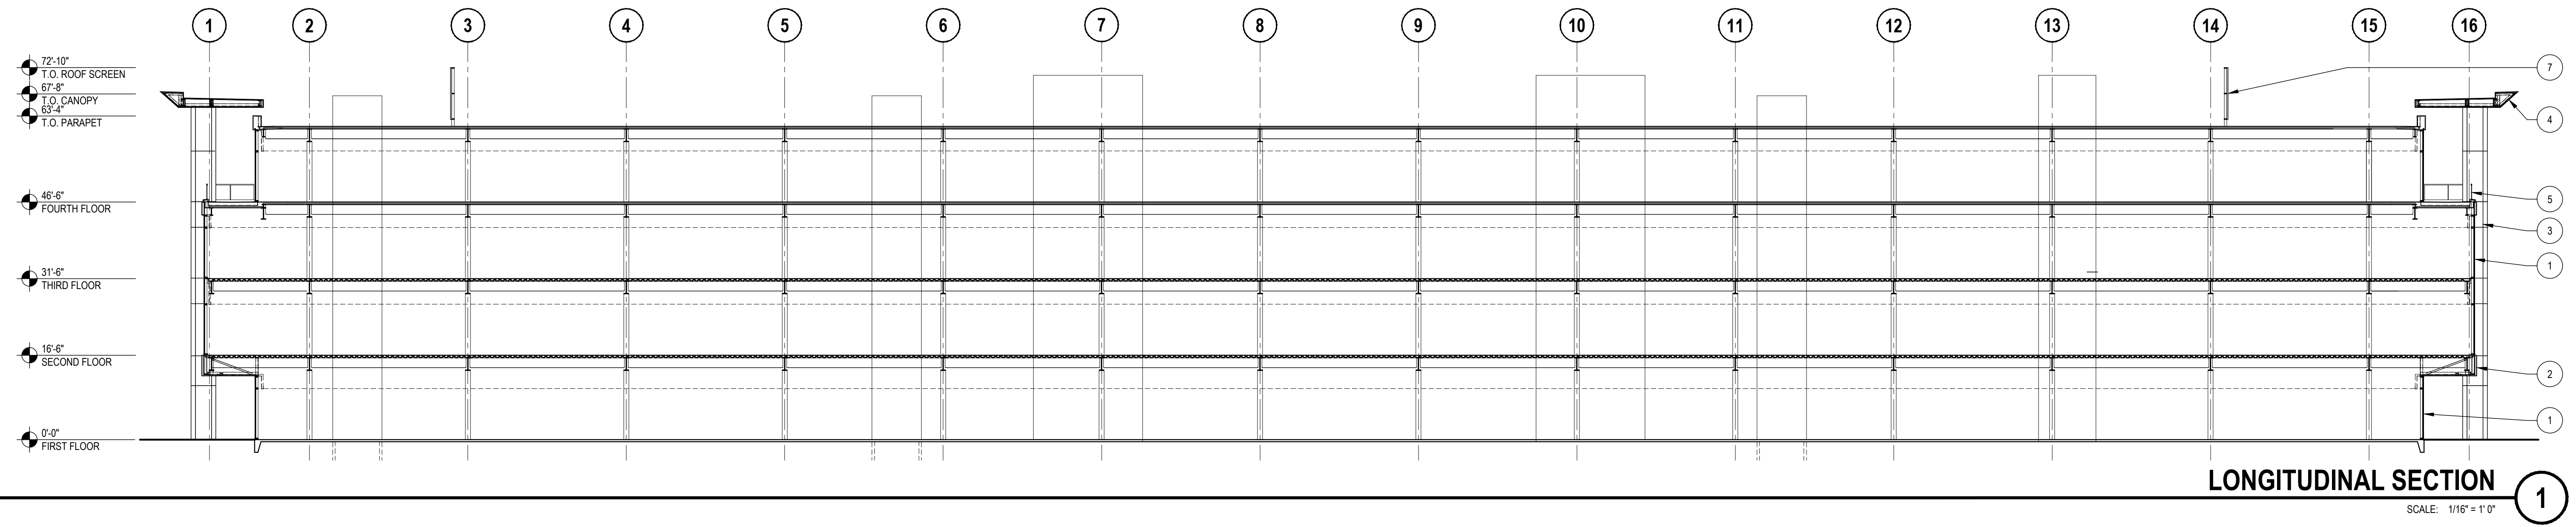 1 2 3 4 5 6 7 8 9 10 11 12 13 14 15 16
72'-10"
T.O. ROOF SCREEN
67'-8"
T.O. CANOPY
63'-4"
T.O. PARAPET
46'-6"
FOURTH FLOOR
31'-6"
THIRD FLOOR
16'-6"
SECOND FLOOR
0'-0"
FIRST FLOOR
7
4
5
3
1
2
1
LONGITUDINAL SECTION
1
SCALE: 1/16" = 1' 0"